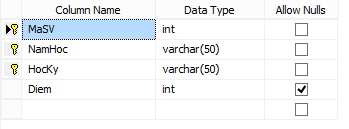 Column Name Data Type Allow Nulls
MaSV int
NamHoc varchar(50)
HocKy varchar(50)
Diem int